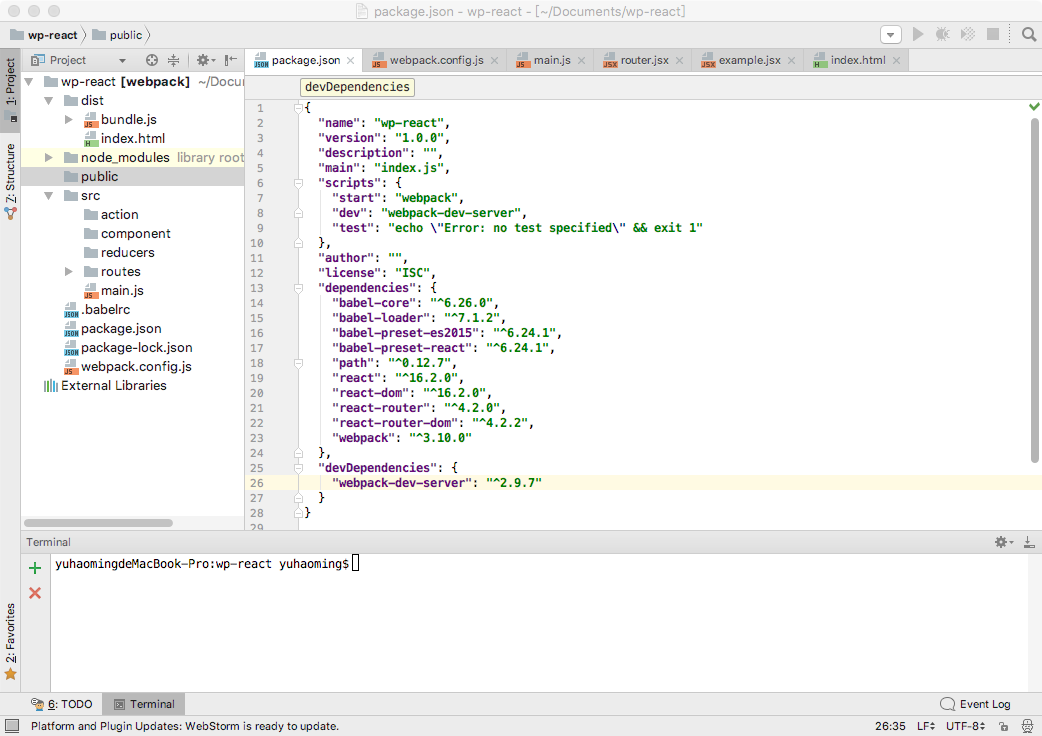 package.json - wp-react - [~/Documents/wp-react]
wp-react public
1: Project
Z: Structure
2: Favorites
Project
package.json webpack.config.js main.js router.jsx example.jsx index.html
wp-react [webpack] ~/Docu
dist
bundle.js
index.html
node_modules library root
public
src
action
component
reducers
routes
main.js
.babelrc
package.json
package-lock.json
webpack.config.js
External Libraries
devDependencies
1 {
2 "name": "wp-react",
3 "version": "1.0.0",
4 "description": "",
5 "main": "index.js",
6 "scripts": {
7 "start": "webpack",
8 "dev": "webpack-dev-server",
9 "test": "echo \"Error: no test specified\" && exit 1"
10 },
11 "author": "",
12 "license": "ISC",
13 "dependencies": {
14 "babel-core": "^6.26.0",
15 "babel-loader": "^7.1.2",
16 "babel-preset-es2015": "^6.24.1",
17 "babel-preset-react": "^6.24.1",
18 "path": "^0.12.7",
19 "react": "^16.2.0",
20 "react-dom": "^16.2.0",
21 "react-router": "^4.2.0",
22 "react-router-dom": "^4.2.2",
23 "webpack": "^3.10.0"
24 },
25 "devDependencies": {
26 "webpack-dev-server": "^2.9.7"
27 }
28 }
29
Terminal
yuhaomingdeMacBook-Pro:wp-react yuhaoming$
6: TODO Terminal Event Log
Platform and Plugin Updates: WebStorm is ready to update. 26:35 LF UTF-8